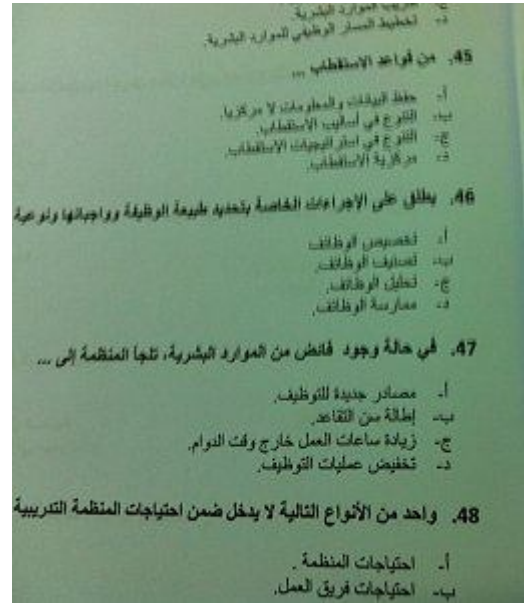 تدريب الموارد البشرية.
د- تخطيط المسار الوظيفي للموارد البشرية.
45. من قواعد الاستقطاب ...
أ- حفظ البيانات والمعلومات لا مركزيا.
ب- التنوع في أساليب الاستقطاب.
ج- التنوع في استراتيجيات الاستقطاب.
د- مركزية الاستقطاب.
46. يطلق على الإجراءات الخاصة بتحديد طبيعة الوظيفة وواجباتها ونوعية
أ- تخصيص الوظائف
ب- تصنيف الوظائف.
ج- تحليل الوظائف.
د- ممارسة الوظائف.
47. في حالة وجود فائض من الموارد البشرية، تلجأ المنظمة إلى ...
أ- مصادر جديدة للتوظيف.
ب- إطالة سن التقاعد.
ج- زيادة ساعات العمل خارج وقت الدوام.
د- تخفيض عمليات التوظيف.
48. واحد من الأنواع التالية لا يدخل ضمن احتياجات المنظمة التدريبية
أ- احتياجات المنظمة .
ب- احتياجات فريق العمل.